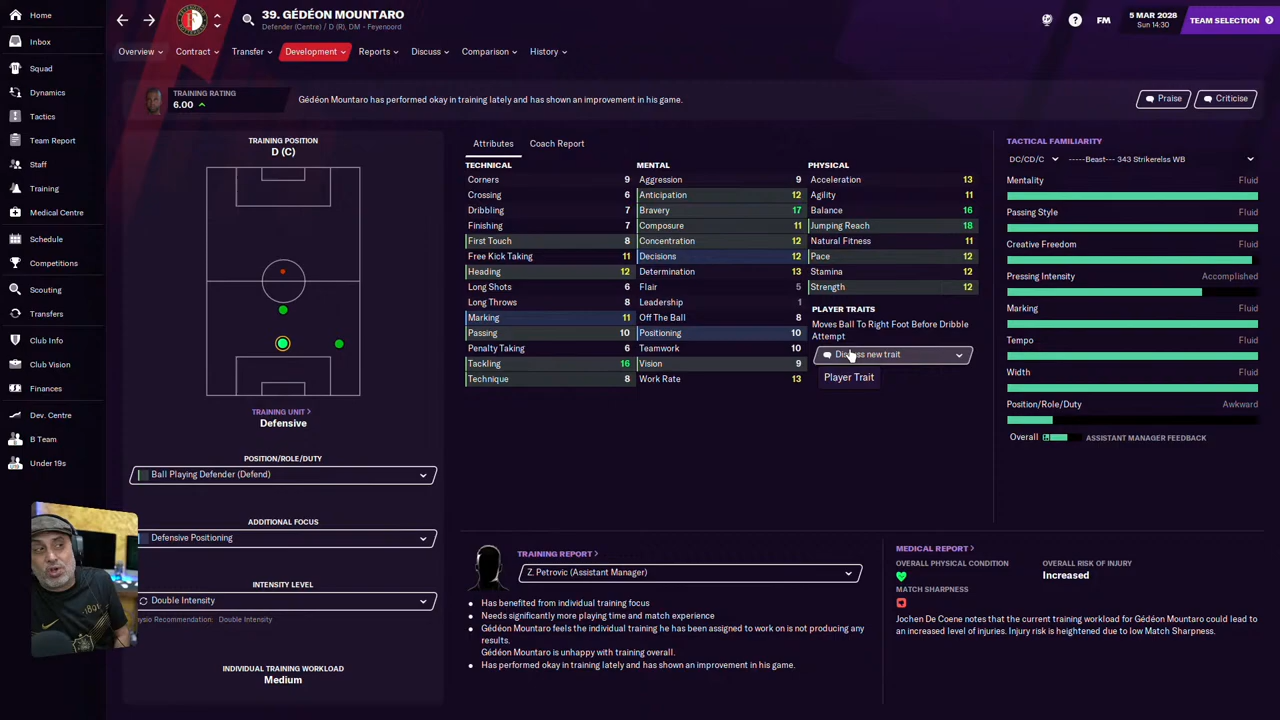 Home
Inbox
Squad
Dynamics
Tactics
Team Report
Staff
Training
Medical Centre
Schedule
Competitions
Scouting
Transfers
Club Info
Club Vision
Finances
Dev. Centre
B Team
Under 19s
39. GÉDÉON MOUNTARO
Defender (Centre) / D (R), DM - Feyenoord
FM
5 MAR 2028
Sun 14:30
TEAM SELECTION
Overview
Contract
Transfer
Development
Reports
Discuss
Comparison
History
TRAINING RATING
6.00
Gédéon Mountaro has performed okay in training lately and has shown an improvement in his game.
Praise
Criticise
TRAINING POSITION
D (C)
TRAINING UNIT >
Defensive
POSITION/ROLE/DUTY
Ball Playing Defender (Defend)
ADDITIONAL FOCUS
Defensive Positioning
INTENSITY LEVEL
Double Intensity
ysio Recommendation: Double Intensity
INDIVIDUAL TRAINING WORKLOAD
Medium
Attributes Coach Report
TECHNICAL
Corners 9
Crossing 6
Dribbling 7
Finishing 7
First Touch 8
Free Kick Taking 11
Heading 12
Long Shots 6
Long Throws 8
Marking 11
Passing 10
Penalty Taking 6
Tackling 16
Technique 8
MENTAL
Aggression 9
Anticipation 12
Bravery 17
Composure 11
Concentration 12
Decisions 12
Determination 13
Flair 5
Leadership 1
Off The Ball 8
Positioning 10
Teamwork 10
Vision 9
Work Rate 13
PHYSICAL
Acceleration 13
Agility 11
Balance 16
Jumping Reach 18
Natural Fitness 11
Pace 12
Stamina 12
Strength 12
PLAYER TRAITS
Moves Ball To Right Foot Before Dribble
Attempt
Discuss new trait
Player Trait
TACTICAL FAMILIARITY
DC/CD/C
-----Beast--- 343 Strikerelss WB
Mentality Fluid
Passing Style Fluid
Creative Freedom Fluid
Pressing Intensity Accomplished
Marking Fluid
Tempo Fluid
Width Fluid
Position/Role/Duty Awkward
Overall
ASSISTANT MANAGER FEEDBACK
TRAINING REPORT >
Z. Petrovic (Assistant Manager)
Has benefited from individual training focus
Needs significantly more playing time and match experience
Gédéon Mountaro feels the individual training he has been assigned to work on is not producing any
results.
Gédéon Mountaro is unhappy with training overall.
Has performed okay in training lately and has shown an improvement in his game.
MEDICAL REPORT >
OVERALL PHYSICAL CONDITION
OVERALL RISK OF INJURY
Increased
MATCH SHARPNESS
Jochen De Coene notes that the current training workload for Gédéon Mountaro could lead to
an increased level of injuries. Injury risk is heightened due to low Match Sharpness.